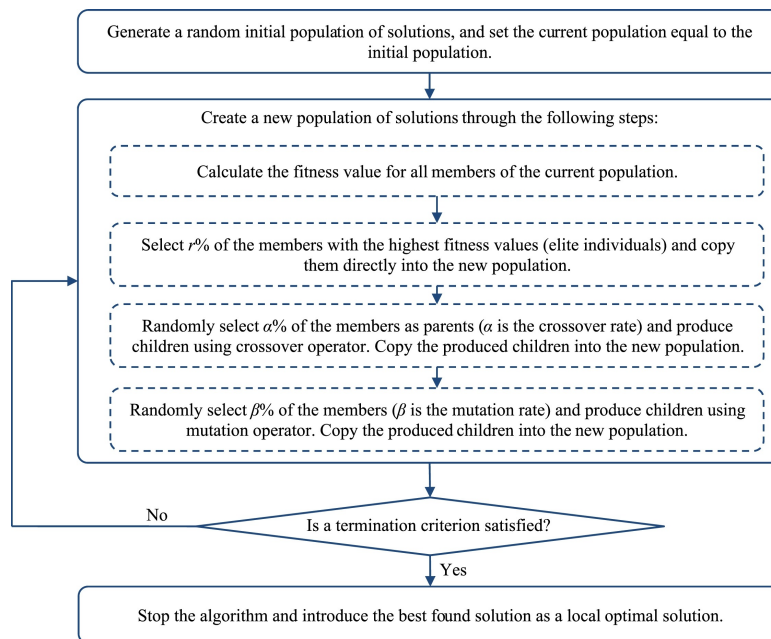 Generate a random initial population of solutions, and set the current population equal to the
initial population.
Create a new population of solutions through the following steps:
Calculate the fitness value for all members of the current population.
Select r% of the members with the highest fitness values (elite individuals) and copy
them directly into the new population.
Randomly select α% of the members as parents (α is the crossover rate) and produce
children using crossover operator. Copy the produced children into the new population.
Randomly select β% of the members (β is the mutation rate) and produce children using
mutation operator. Copy the produced children into the new population.
No
Is a termination criterion satisfied?
Yes
Stop the algorithm and introduce the best found solution as a local optimal solution.